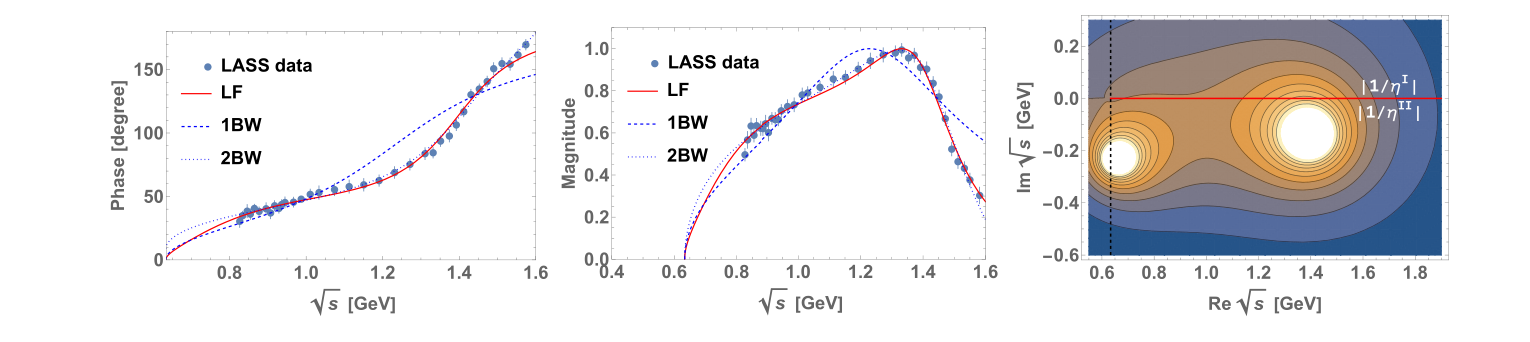 Phase [degree]
150
100
50
0
LASS data
LF
1BW
2BW
0.8
1.0
1.2
1.4
1.6
√s [GeV]
Magnitude
1.0
0.8
0.6
0.4
0.2
0.0
LASS data
LF
1BW
2BW
0.4
0.6
0.8
1.0
1.2
1.4
1.6
√s [GeV]
Im √s [GeV]
0.2
0.0
−0.2
−0.4
−0.6
|1/η^I|
|1/η^II|
0.6
0.8
1.0
1.2
1.4
1.6
1.8
Re √s [GeV]